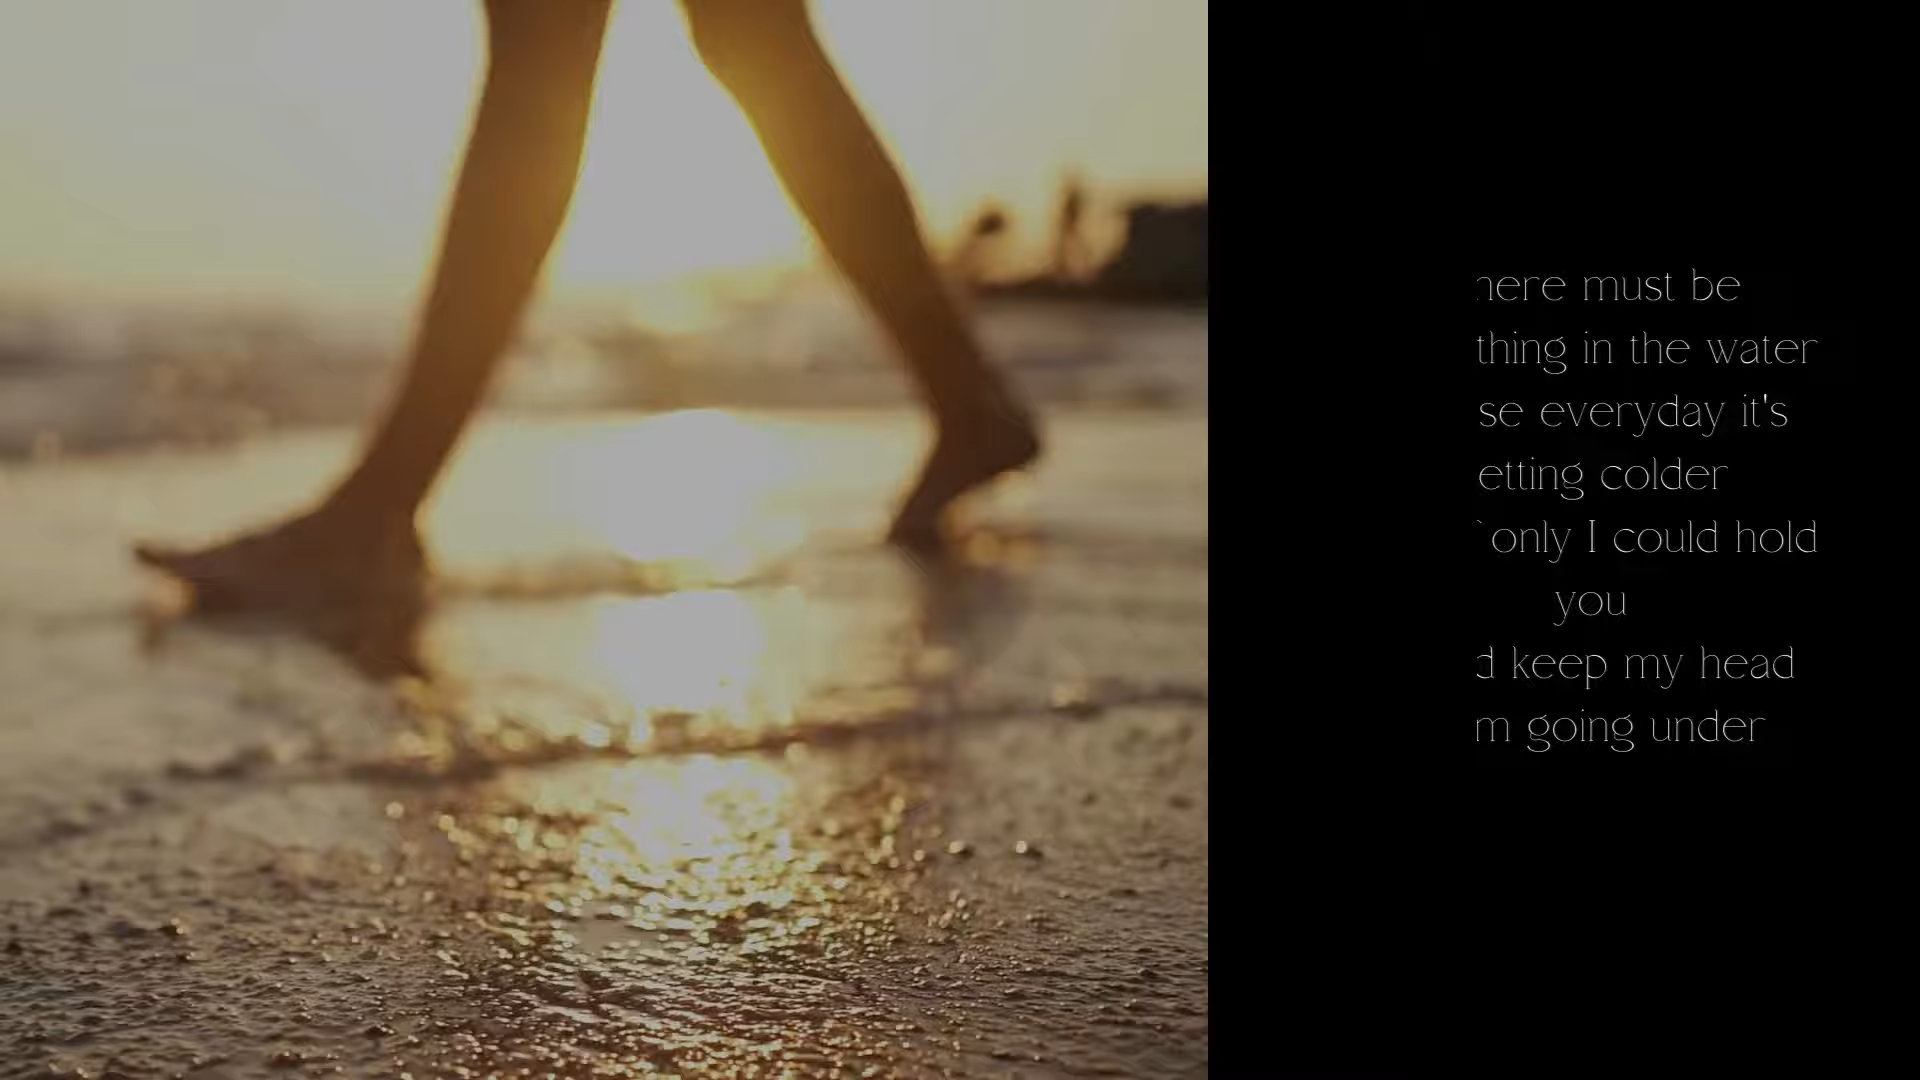 here must be
thing in the water
se everyday it's
etting colder
only I could hold
you
d keep my head
m going under